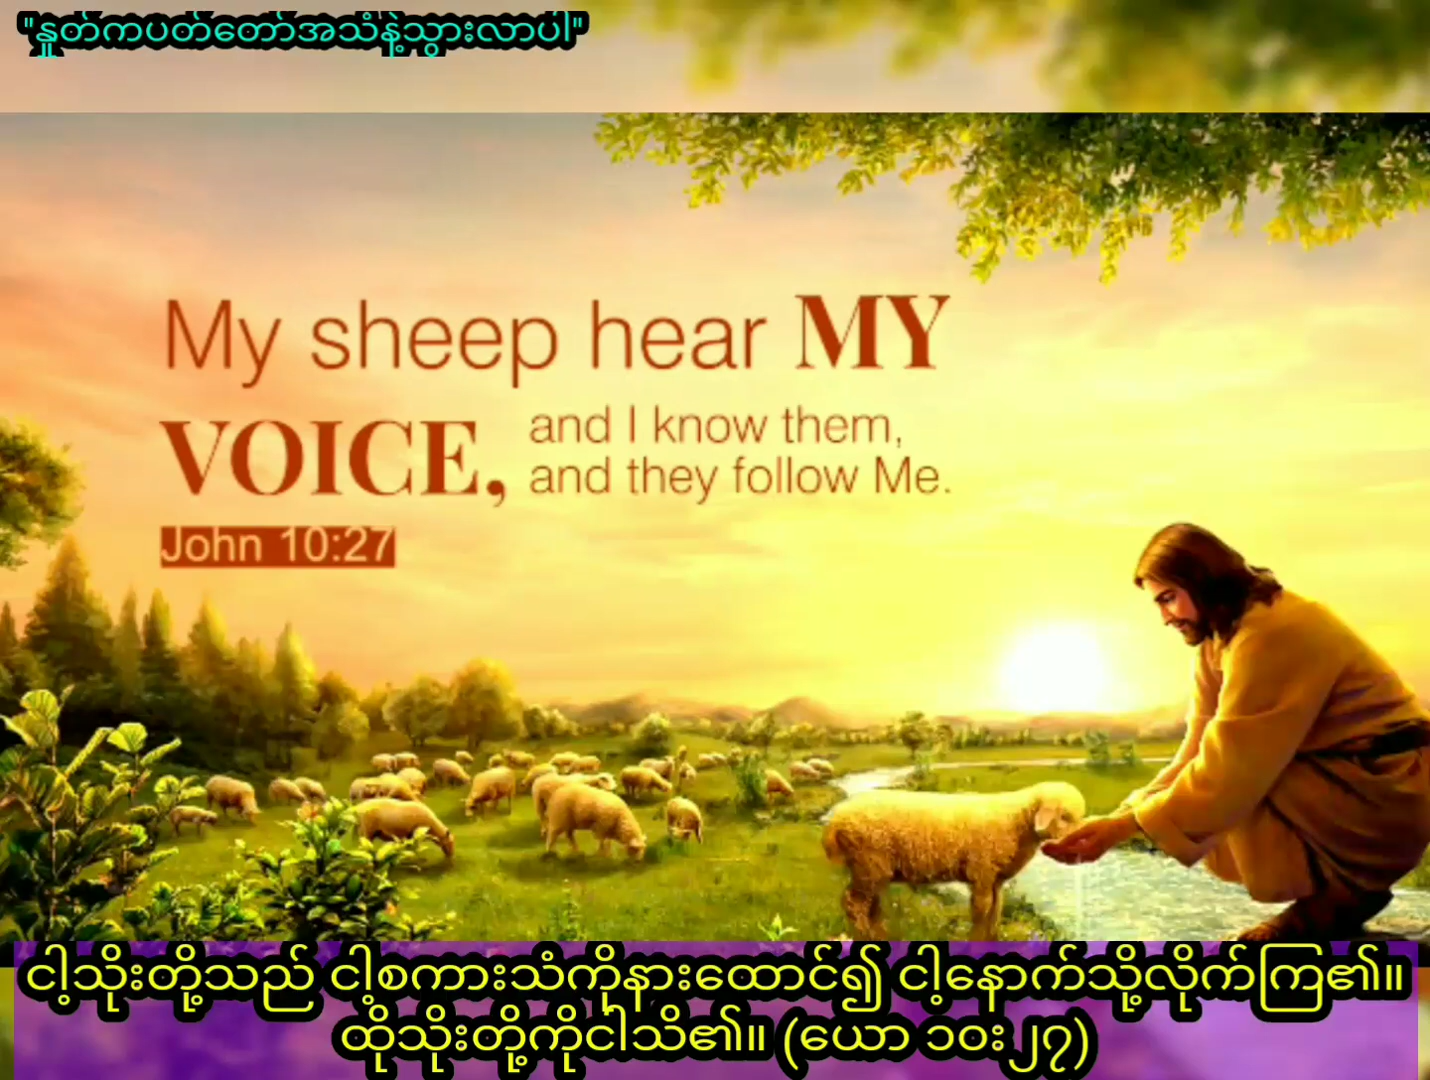 "နှုတ်ကပတ်တော်အသံနဲ့သွားလာပါ"
My sheep hear MY
VOICE, and I know them,
and they follow Me.
John 10:27
ငါ့သိုးတို့သည် ငါ့စကားသံကိုနားထောင်၍ ငါ့နောက်သို့လိုက်ကြ၏။
ထိုသိုးတို့ကိုငါသိ၏။ (ယော ၁၀း၂၇)